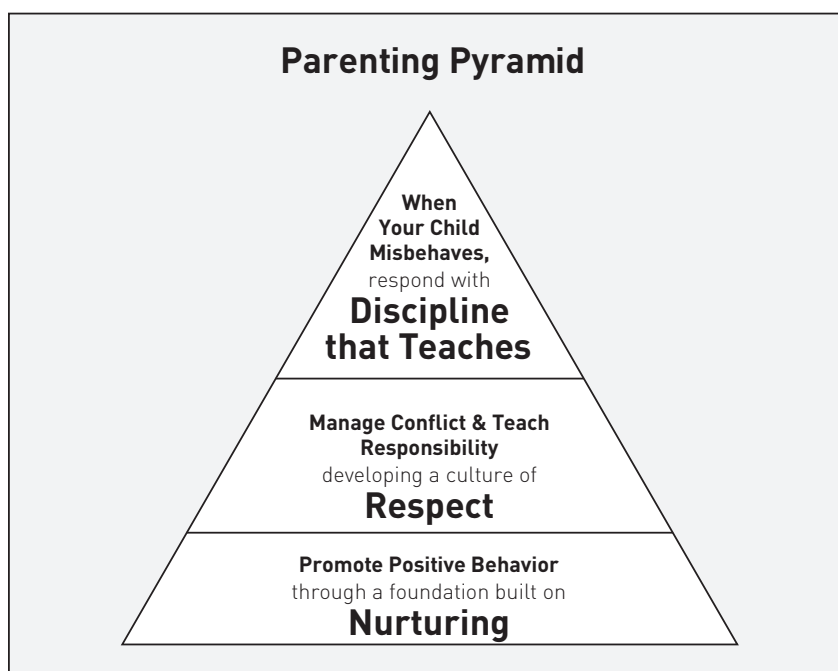 Parenting Pyramid
When
Your Child
Misbehaves,
respond with
Discipline
that Teaches
Manage Conflict & Teach
Responsibility
developing a culture of
Respect
Promote Positive Behavior
through a foundation built on
Nurturing